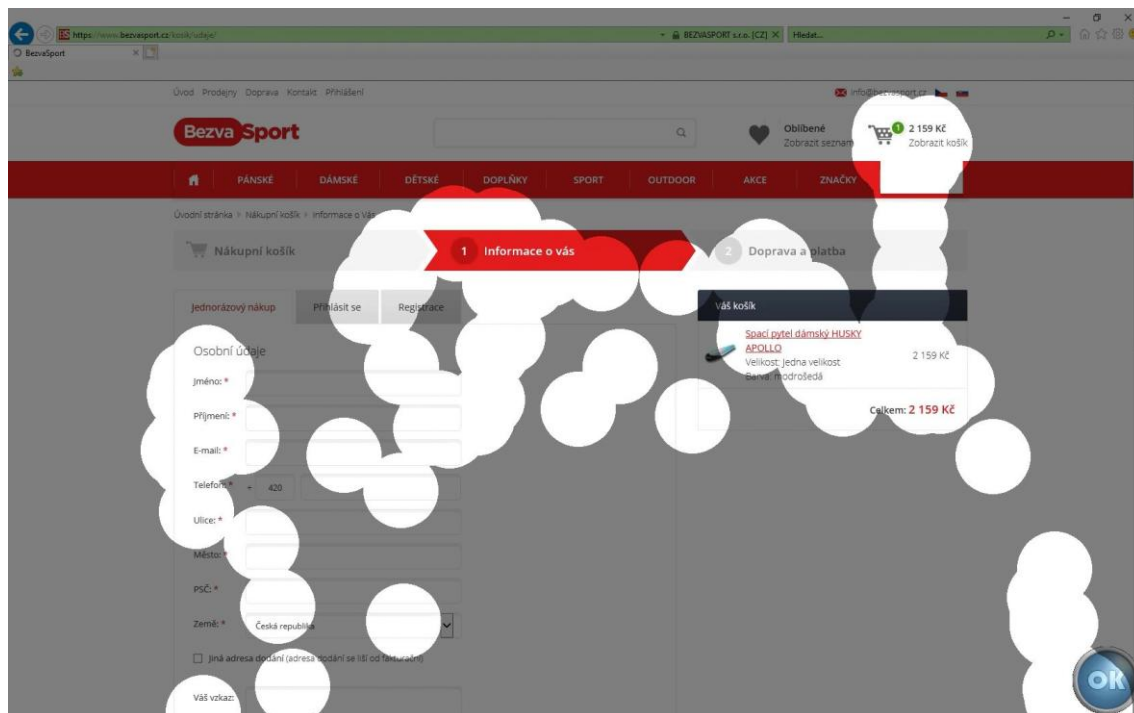 https://www.bezvasport.cz/kosik/udaje/
BEZVASPORT s.r.o. [CZ]
Hledat...
BezvaSport
Úvod Prodejny Doprava Kontakt Přihlášení
info@bezvasport.cz
BezvaSport
Oblíbené
Zobrazit seznam
1
2 159 Kč
Zobrazit košík
PÁNSKÉ DÁMSKÉ DĚTSKÉ DOPLŇKY SPORT OUTDOOR AKCE ZNAČKY
Úvodní stránka > Nákupní košík > Informace o Vás
Nákupní košík
1 Informace o vás
2 Doprava a platba
Jednorázový nákup Přihlásit se Registrace
Váš košík
Spací pytel dámský HUSKY
APOLLO
Velikost: Jedna velikost
Barva: modrošedá
2 159 Kč
Celkem: 2 159 Kč
Osobní údaje
Jméno: *
Příjmení: *
E-mail: *
Telefon: * + 420
Ulice: *
Město: *
PSČ: *
Země: * Česká republika
Jiná adresa dodání (adresa dodání se liší od fakturační)
Váš vzkaz:
OK